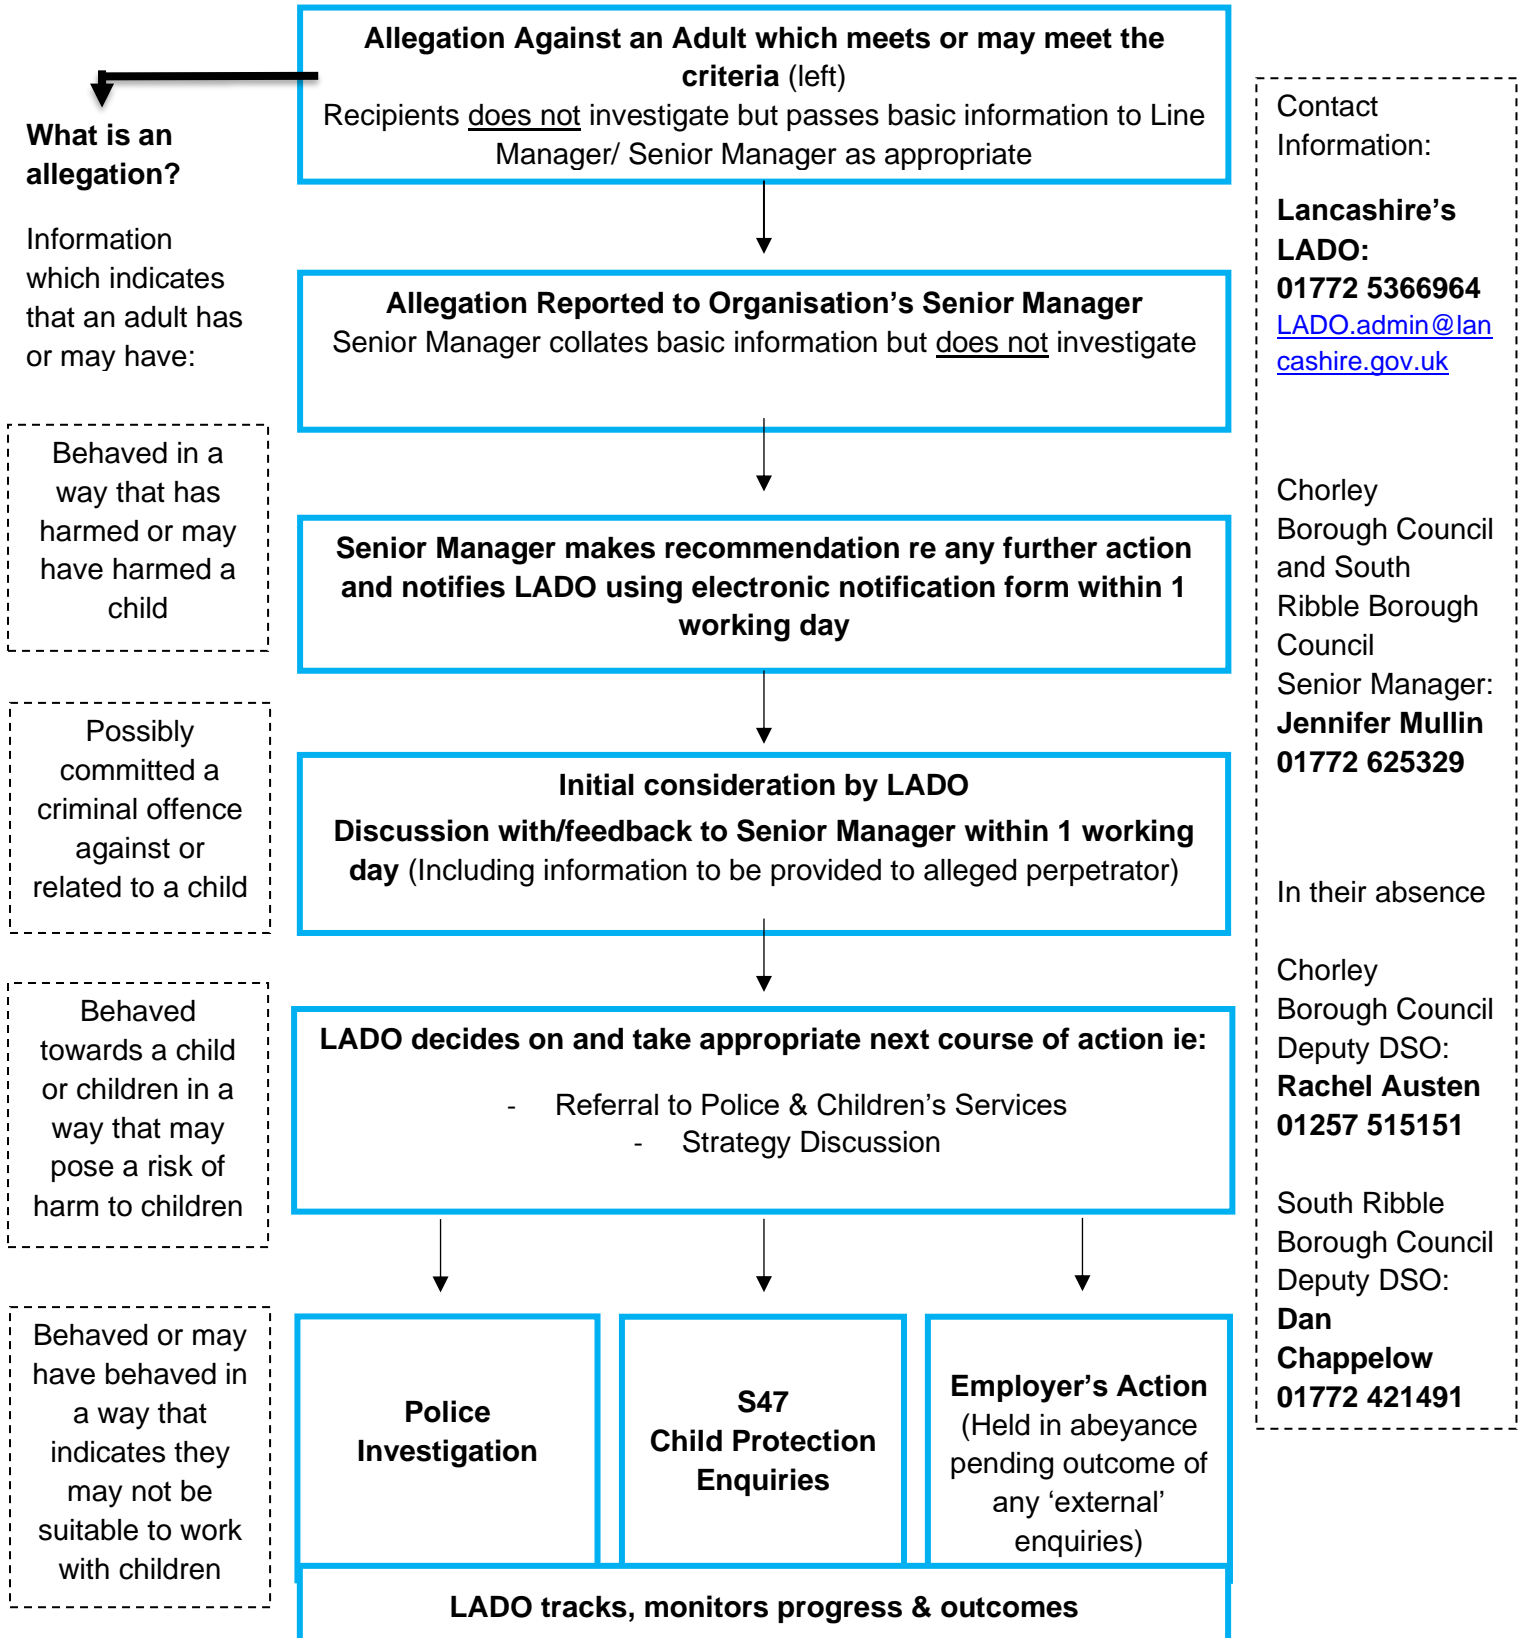 Allegation Against an Adult which meets or may meet the
criteria (left)
Recipients does not investigate but passes basic information to Line
Manager/ Senior Manager as appropriate
What is an
allegation?
Information
which indicates
that an adult has
or may have:
Behaved in a
way that has
harmed or may
have harmed a
child
Possibly
committed a
criminal offence
against or
related to a child
Behaved
towards a child
or children in a
way that may
pose a risk of
harm to children
Behaved or may
have behaved in
a way that
indicates they
may not be
suitable to work
with children
Allegation Reported to Organisation's Senior Manager
Senior Manager collates basic information but does not investigate
Senior Manager makes recommendation re any further action
and notifies LADO using electronic notification form within 1
working day
Initial consideration by LADO
Discussion with/feedback to Senior Manager within 1 working
day (Including information to be provided to alleged perpetrator)
LADO decides on and take appropriate next course of action ie:
- Referral to Police & Children's Services
- Strategy Discussion
Police
Investigation
S47
Child Protection
Enquiries
Employer's Action
(Held in abeyance
pending outcome of
any 'external'
enquiries)
LADO tracks, monitors progress & outcomes
Contact
Information:
Lancashire's
LADO:
01772 5366964
LADO.admin@lan
cashire.gov.uk
Chorley
Borough Council
and South
Ribble Borough
Council
Senior Manager:
Jennifer Mullin
01772 625329
In their absence
Chorley
Borough Council
Deputy DSO:
Rachel Austen
01257 515151
South Ribble
Borough Council
Deputy DSO:
Dan
Chappelow
01772 421491